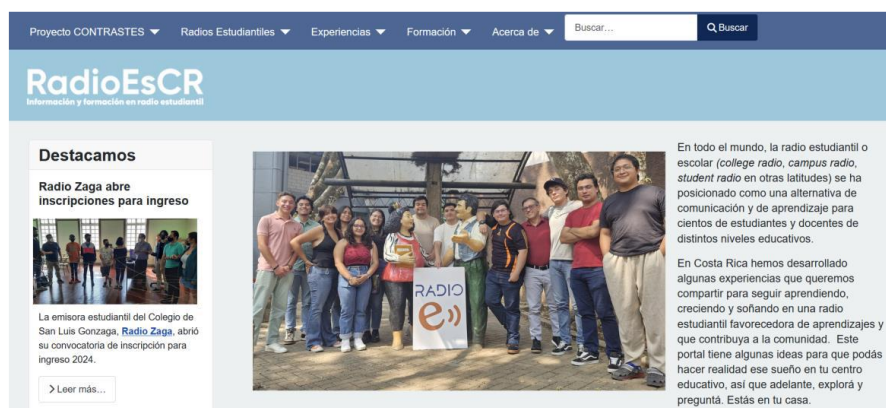 Proyecto CONTRASTES
Radios Estudiantiles
Experiencias
Formación
Acerca de
Buscar...
Buscar
RadioEsCR
Información y formación en radio estudiantil
Destacamos
Radio Zaga abre
inscripciones para ingreso
La emisora estudiantil del Colegio de
San Luis Gonzaga, Radio Zaga, abrió
su convocatoria de inscripción para
ingreso 2024.
Leer más...
RADIO
e
En todo el mundo, la radio estudiantil o
escolar (college radio, campus radio,
student radio en otras latitudes) se ha
posicionado como una alternativa de
comunicación y de aprendizaje para
cientos de estudiantes y docentes de
distintos niveles educativos.
En Costa Rica hemos desarrollado
algunas experiencias que queremos
compartir para seguir aprendiendo,
creciendo y soñando en una radio
estudiantil favorecedora de aprendizajes y
que contribuya a la comunidad. Este
portal tiene algunas ideas para que podás
hacer realidad ese sueño en tu centro
educativo, así que adelante, explorá y
preguntá. Estás en tu casa.